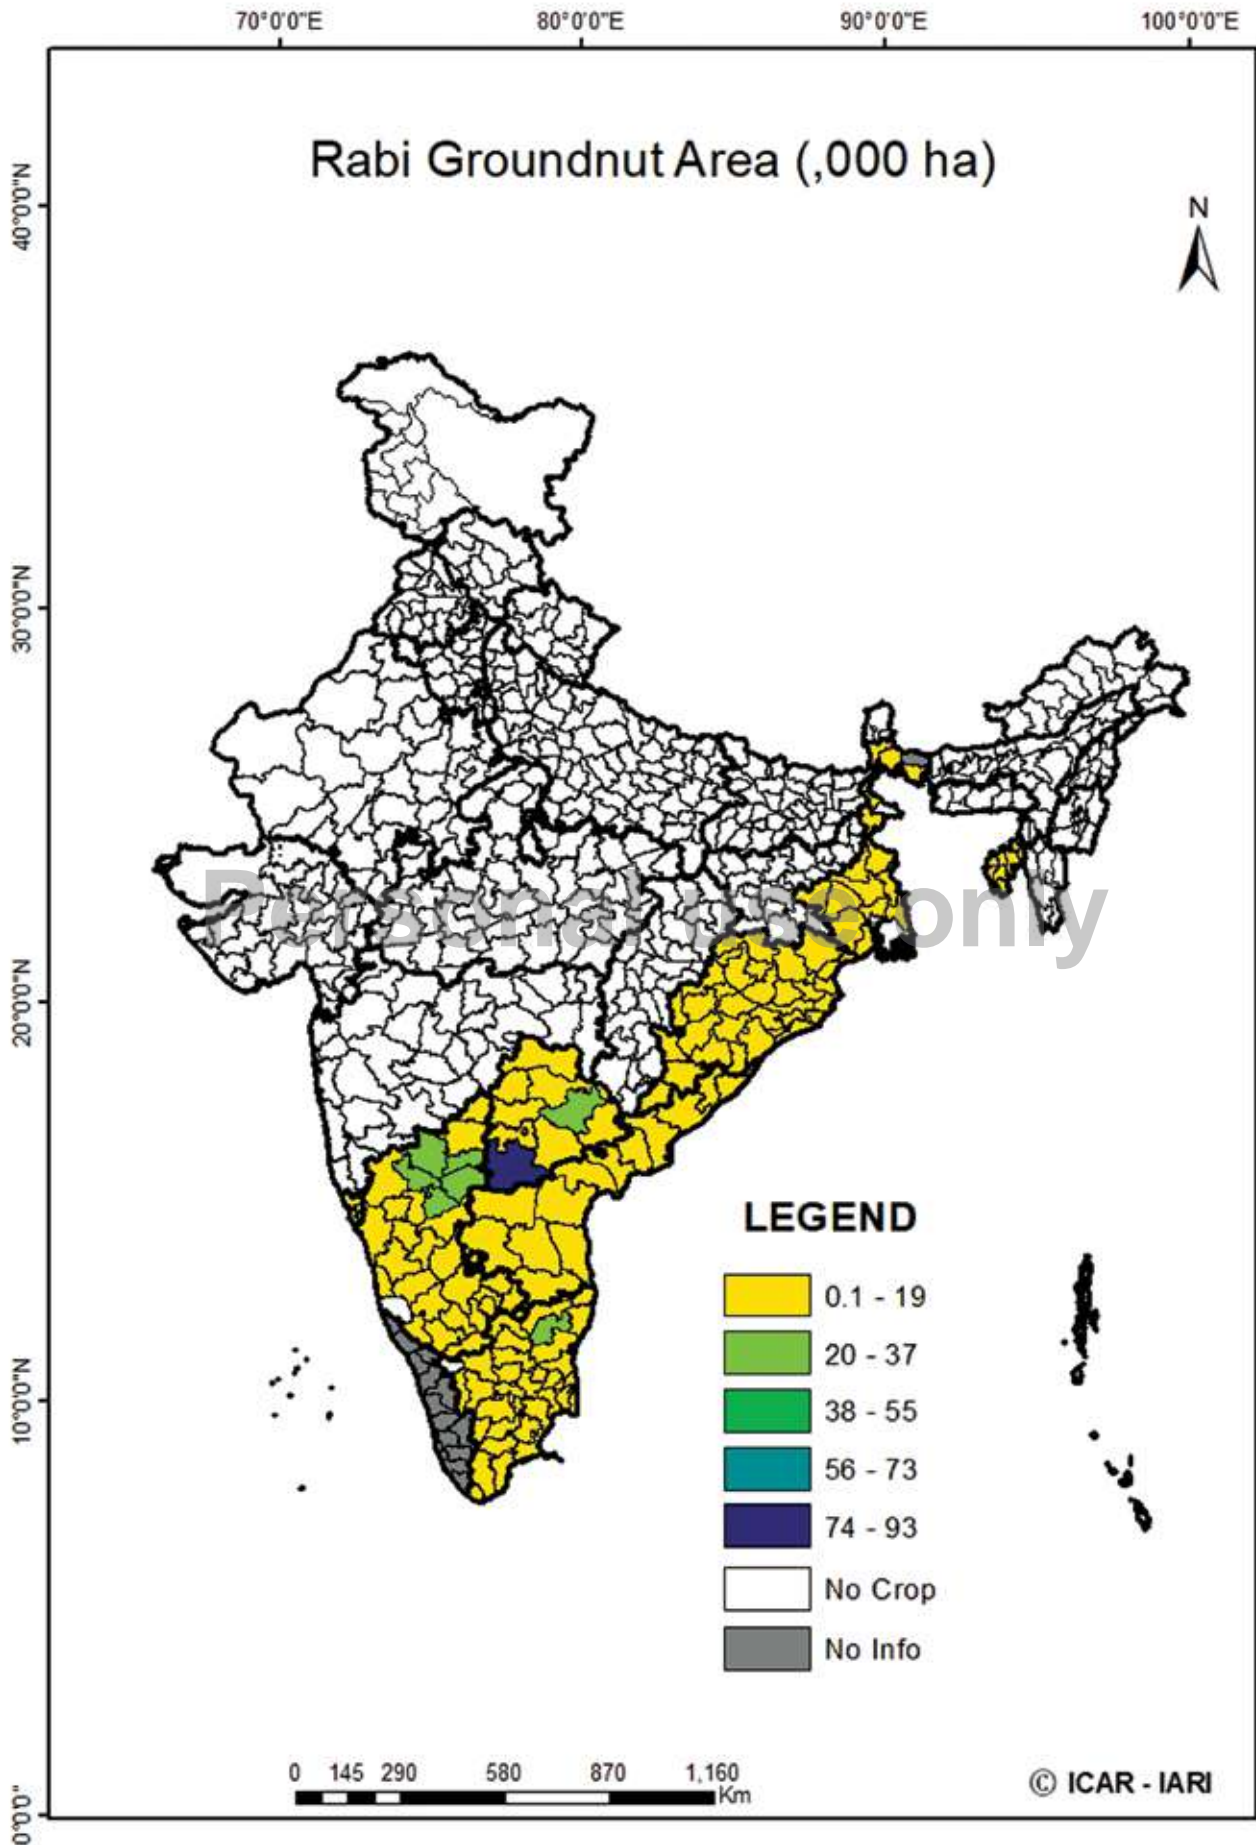 70°0'0"E 80°0'0"E 90°0'0"E 100°0'0"E
Rabi Groundnut Area (,000 ha)
40°0'0"N
N
30°0'0"N
Personal use only
20°0'0"N
LEGEND
0.1 - 19
20 - 37
38 - 55
10°0'0"N
56 - 73
74 - 93
No Crop
No Info
0 145 290 580 870 1,160
Km
© ICAR - IARI
0°0'0"